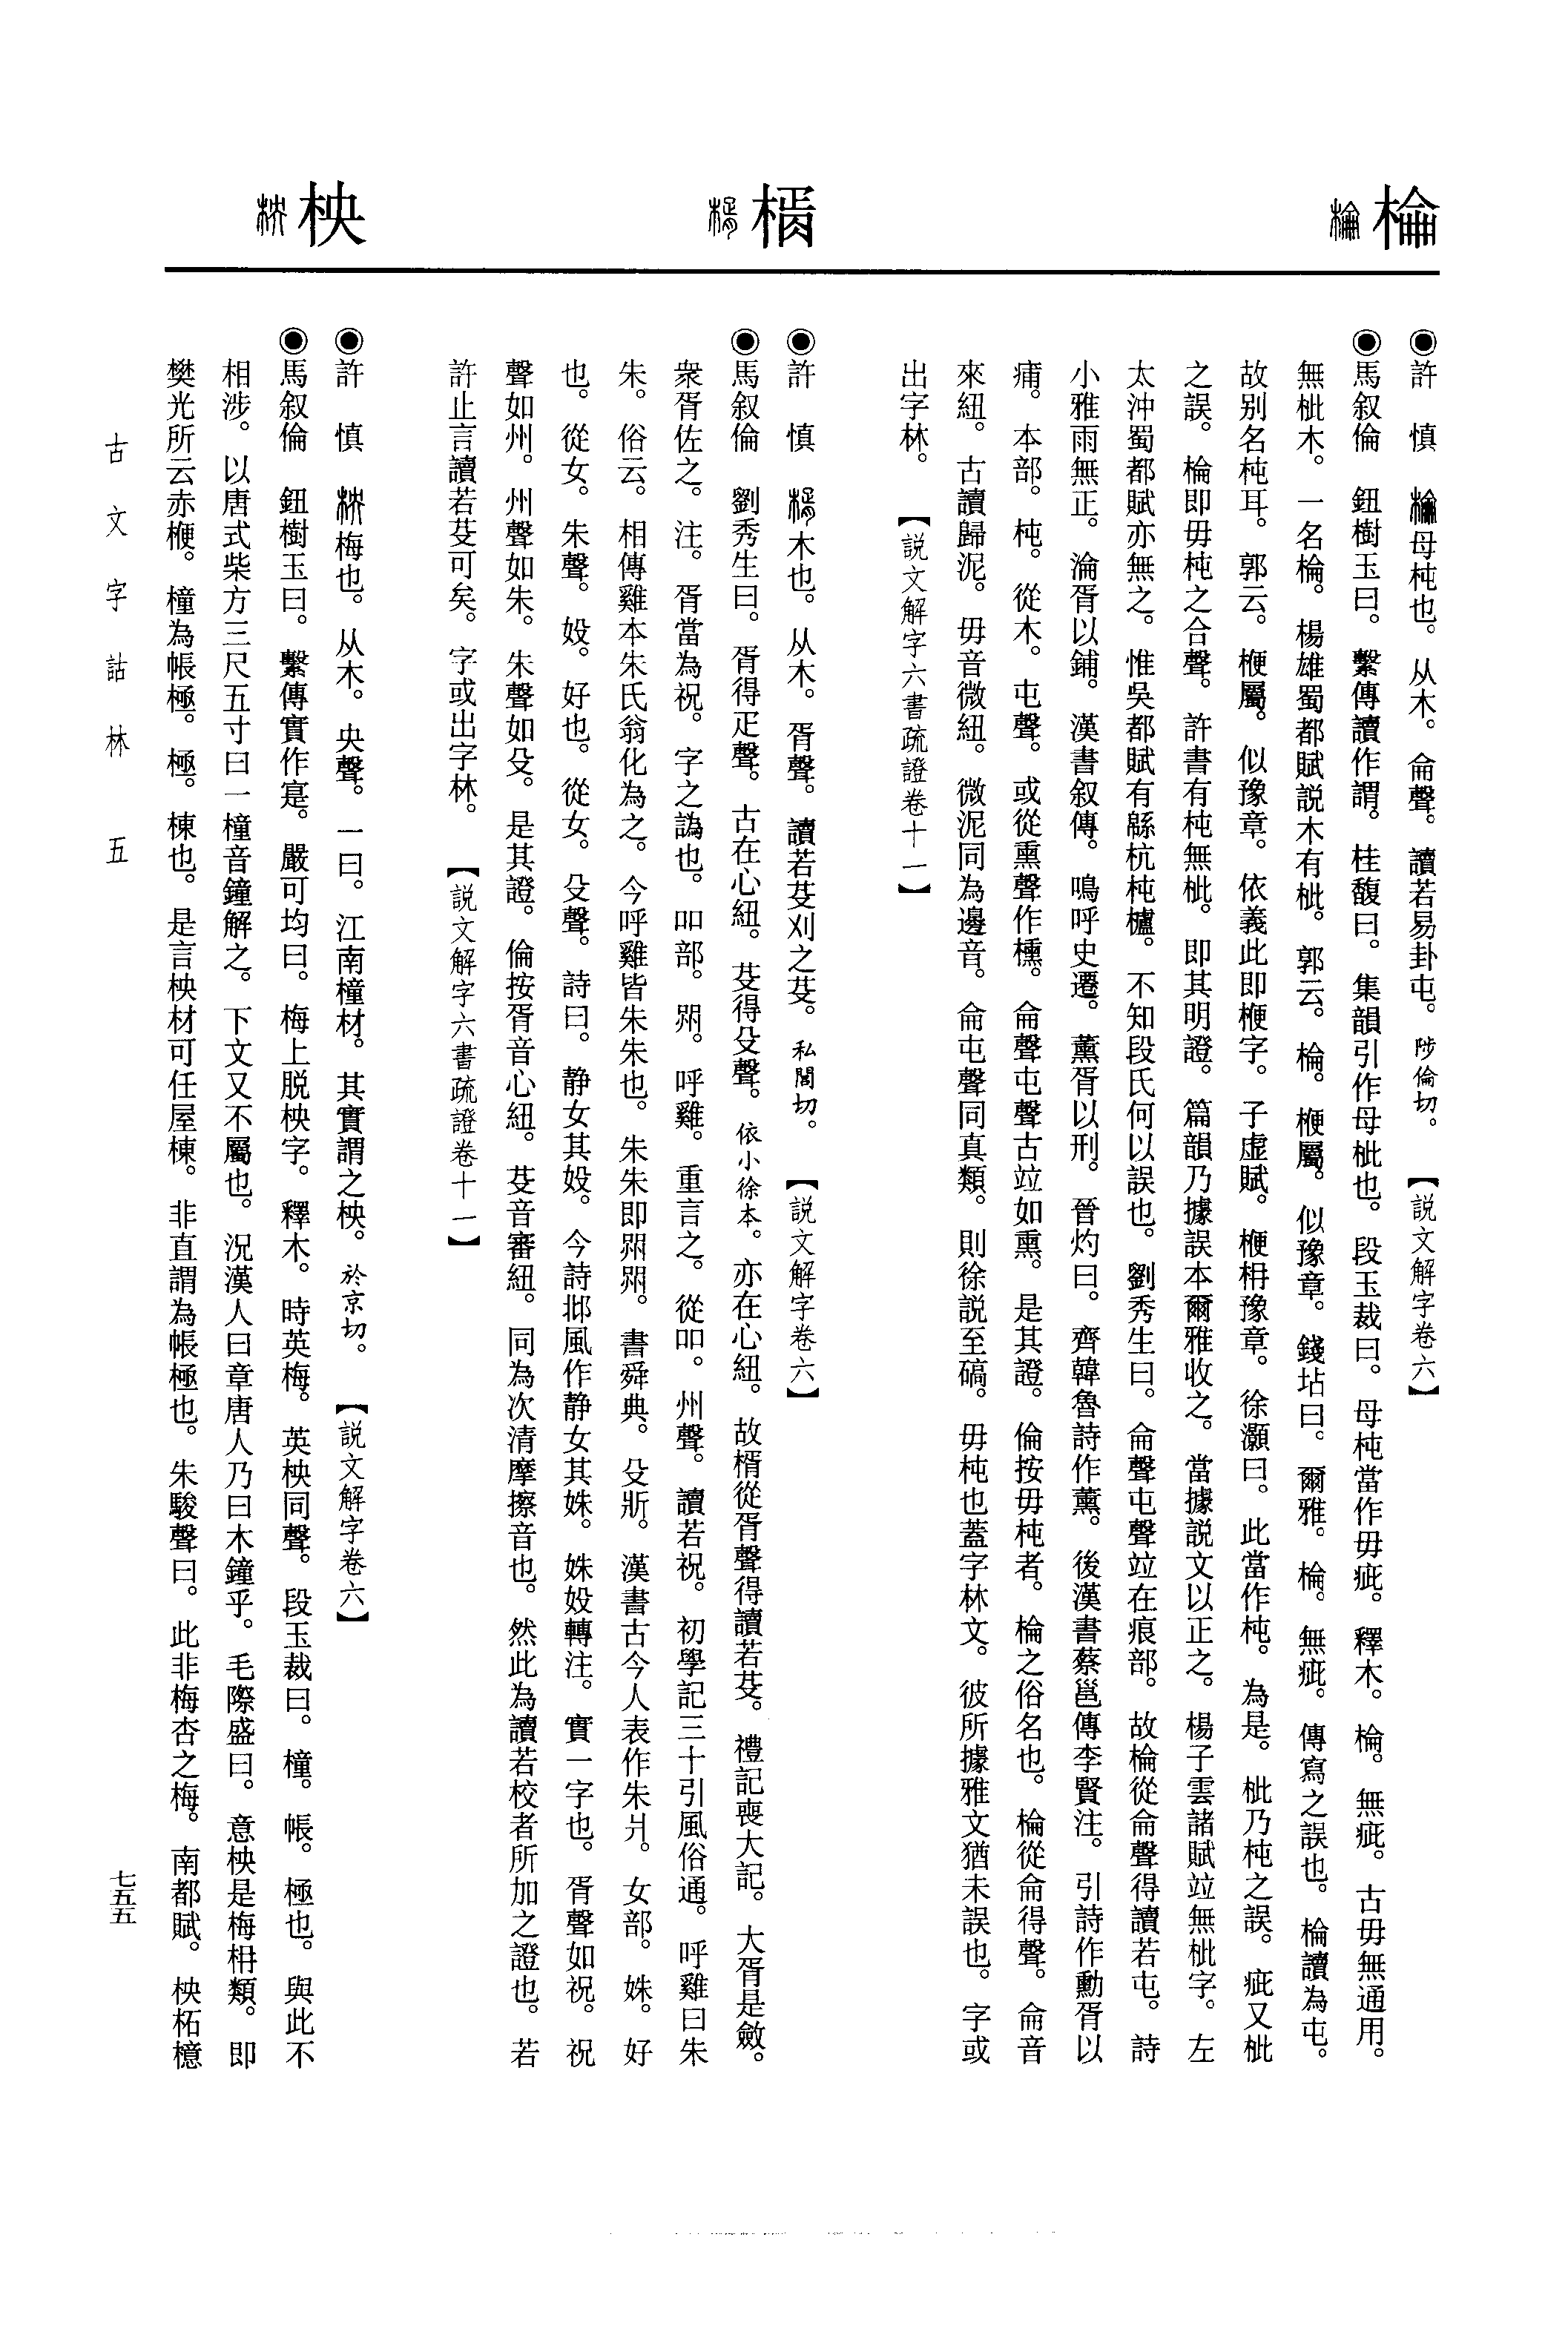 棆
楈
柍
◉許　慎　母杶也。从木。侖聲。讀若易卦屯。陟倫切。【説文解字卷六】
◉馬叙倫　鈕樹玉曰。繫傳讀作謂。桂馥曰。集韻引作母枇也。段玉裁曰。母杶當作毋疵。釋木。棆。無疵。古毋無通用。
無枇木。一名棆。楊雄蜀都賦説木有枇。郭云。棆。楩屬。似豫章。錢坫曰。爾雅。棆。無疵。傳寫之誤也。棆讀為屯。
故別名杶耳。郭云。楩屬。似豫章。依義此即楩字。子虛賦。楩枏豫章。徐灝曰。此當作杶。為是。枇乃杶之誤。疵又枇
之誤。棆即毋杶之合聲。許書有杶無枇。即其明證。篇韻乃據誤本爾雅收之。當據説文以正之。楊子雲諸賦竝無枇字。左
太沖蜀都賦亦無之。惟吳都賦有緜杭杶櫨。不知段氏何以誤也。劉秀生曰。侖聲屯聲竝在痕部。故棆從侖聲得讀若屯。詩
小雅雨無正。淪胥以鋪。漢書叙傳。嗚呼史遷。薰胥以刑。晉灼曰。齊韓魯詩作薰。後漢書蔡邕傳李賢注。引詩作勳胥以
痡。本部。杶。從木。屯聲。或從熏聲作櫄。侖聲屯聲古竝如熏。是其證。倫按毋杶者。棆之俗名也。棆從侖得聲。侖音
來紐。古讀歸泥。毋音微紐。微泥同為邊音。侖屯聲同真類。則徐説至碻。毋杶也蓋字林文。彼所據雅文猶未誤也。字或
出字林。【説文解字六書疏證卷十一】
◉許　慎　木也。从木。胥聲。讀若芟刈之芟。私閭切。【説文解字卷六】
◉馬叙倫　劉秀生曰。胥得疋聲。古在心紐。芟得殳聲。依小徐本。亦在心紐。故楈從胥聲得讀若芟。禮記喪大記。大胥是斂。
衆胥佐之。注。胥當為祝。字之譌也。吅部。喌。呼雞。重言之。從吅。州聲。讀若祝。初學記三十引風俗通。呼雞曰朱
朱。俗云。相傳雞本朱氏翁化為之。今呼雞皆朱朱也。朱朱即喌喌。書舜典。殳斨。漢書古今人表作朱爿。女部。姝。好
也。從女。朱聲。㛆。好也。從女。殳聲。詩曰。静女其㛆。今詩邶風作静女其姝。姝㛆轉注。實一字也。胥聲如祝。祝
聲如州。州聲如朱。朱聲如殳。是其證。倫按胥音心紐。芟音審紐。同為次清摩擦音也。然此為讀若校者所加之證也。若
許止言讀若芟可矣。字或出字林。【説文解字六書疏證卷十一】
◉許　慎　梅也。从木。央聲。一曰。江南橦材。其實謂之柍。於京切。【説文解字卷六】
◉馬叙倫　鈕樹玉曰。繫傳實作寔。嚴可均曰。梅上脱柍字。釋木。時英梅。英柍同聲。段玉裁曰。橦。帳。極也。與此不
相涉。以唐式柴方三尺五寸曰一橦音鐘解之。下文又不屬也。況漢人曰章唐人乃曰木鐘乎。毛際盛曰。意柍是梅枏類。即
樊光所云赤楩。橦為帳極。極。棟也。是言柍材可任屋棟。非直謂為帳極也。朱駿聲曰。此非梅杏之梅。南都賦。柍柘檍
古文字詁林　五
七五五